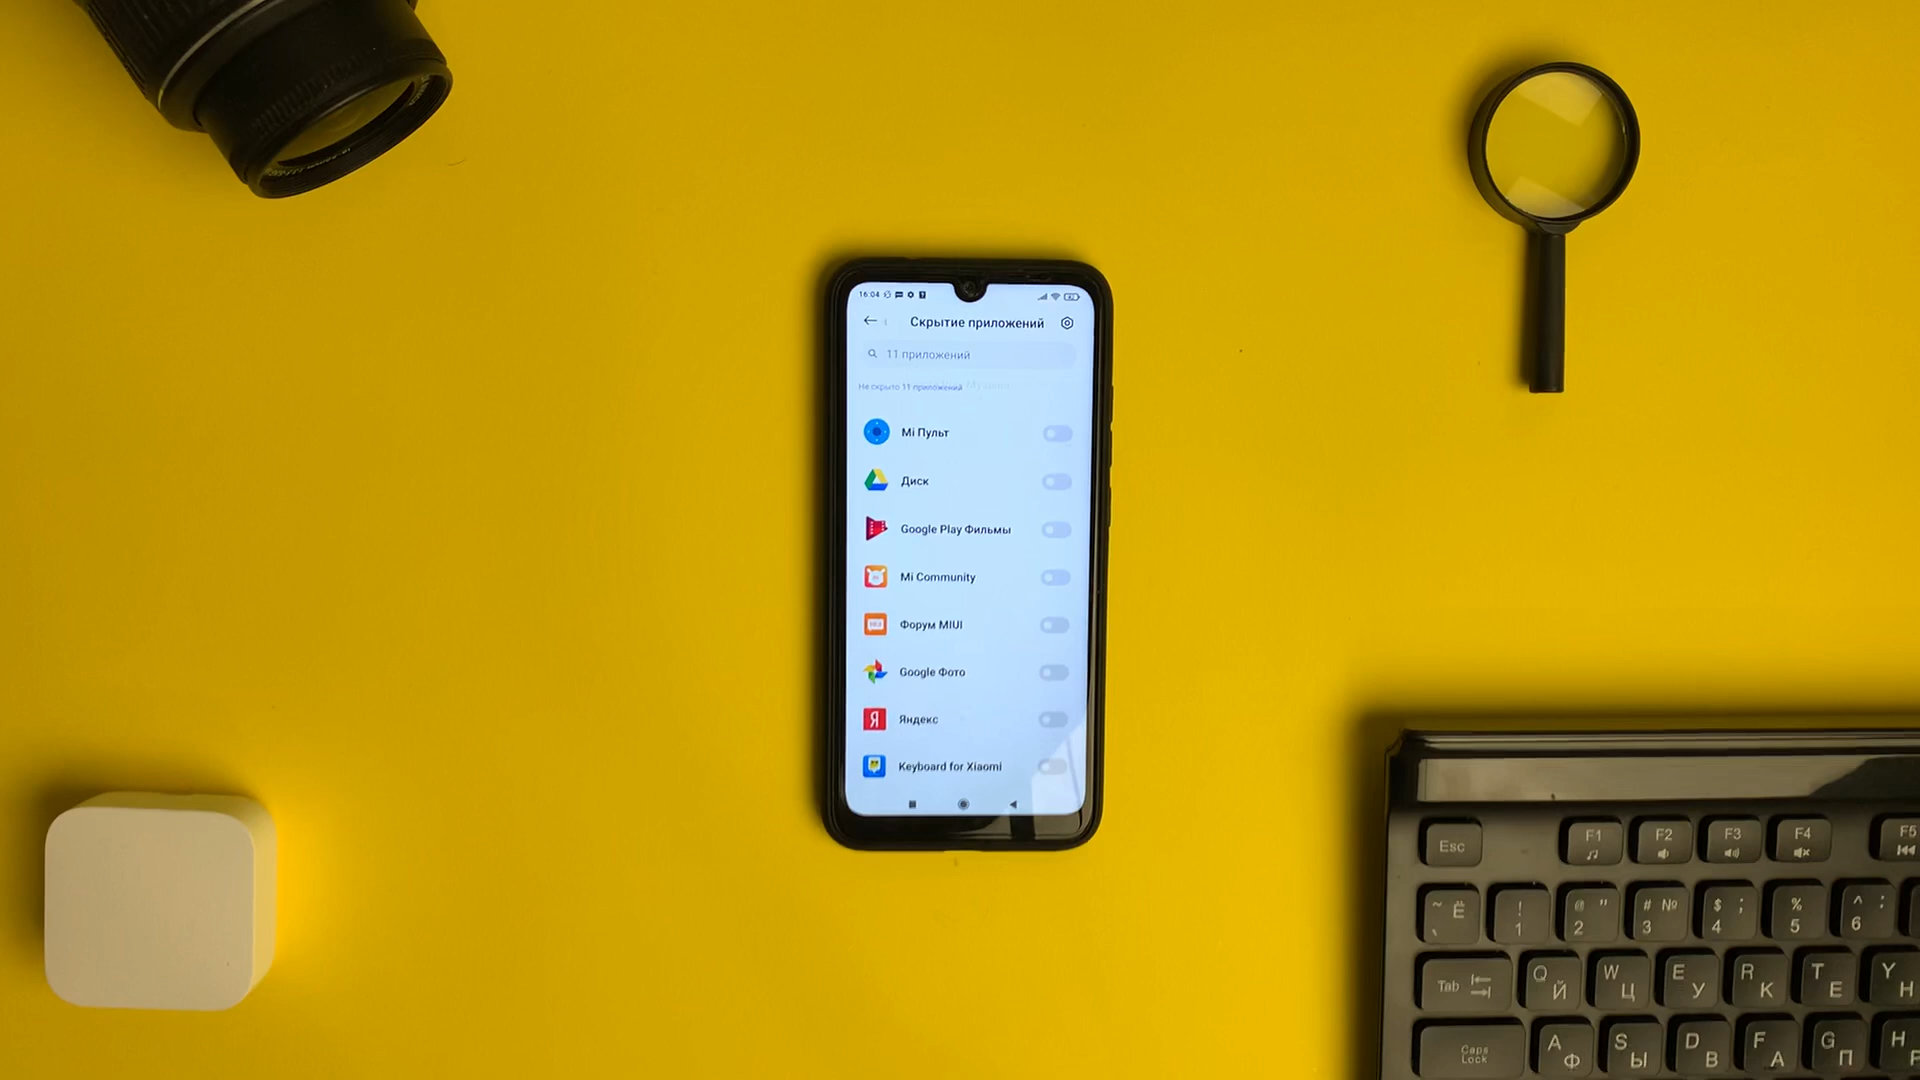 16:04
42
Скрытие приложений
11 приложений
Не скрыто 11 приложений
Mi Пульт
Диск
Google Play Фильмы
Mi Community
Форум MIUI
Google Фото
Яндекс
Keyboard for Xiaomi
Esc F1 F2 F3 F4 F5
~ Ё ! 1 @ " 2 # № 3 $ ; 4 % 5 ^ : 6
Tab Q Й W Ц E У R К T Е Y Н
Caps Lock A Ф S Ы D В F А G П H Р